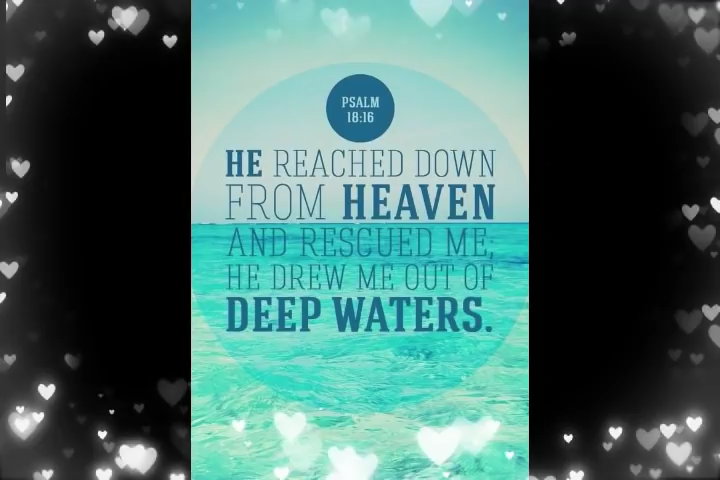 PSALM
18:16
HE REACHED DOWN
FROM HEAVEN
AND RESCUED ME;
HE DREW ME OUT OF
DEEP WATERS.